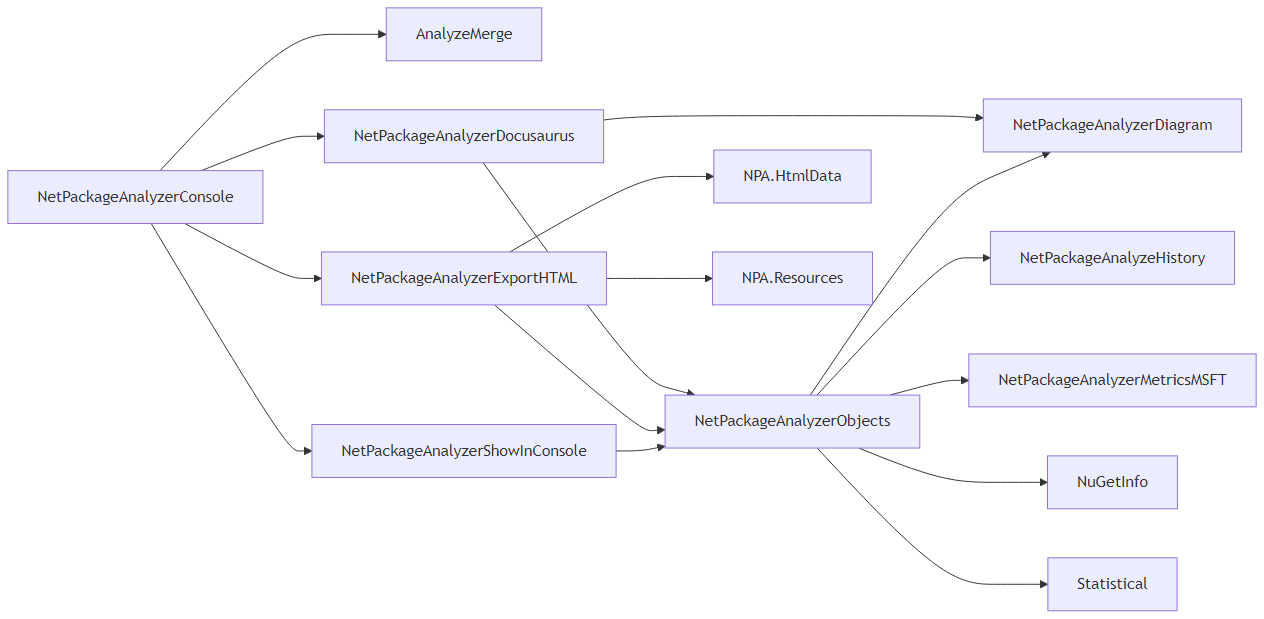 AnalyzeMerge
NetPackageAnalyzerDocusaurus
NetPackageAnalyzerDiagram
NPA.HtmlData
NetPackageAnalyzerConsole
NetPackageAnalyzeHistory
NetPackageAnalyzerExportHTML
NPA.Resources
NetPackageAnalyzerMetricsMSFT
NetPackageAnalyzerObjects
NetPackageAnalyzerShowInConsole
NuGetInfo
Statistical